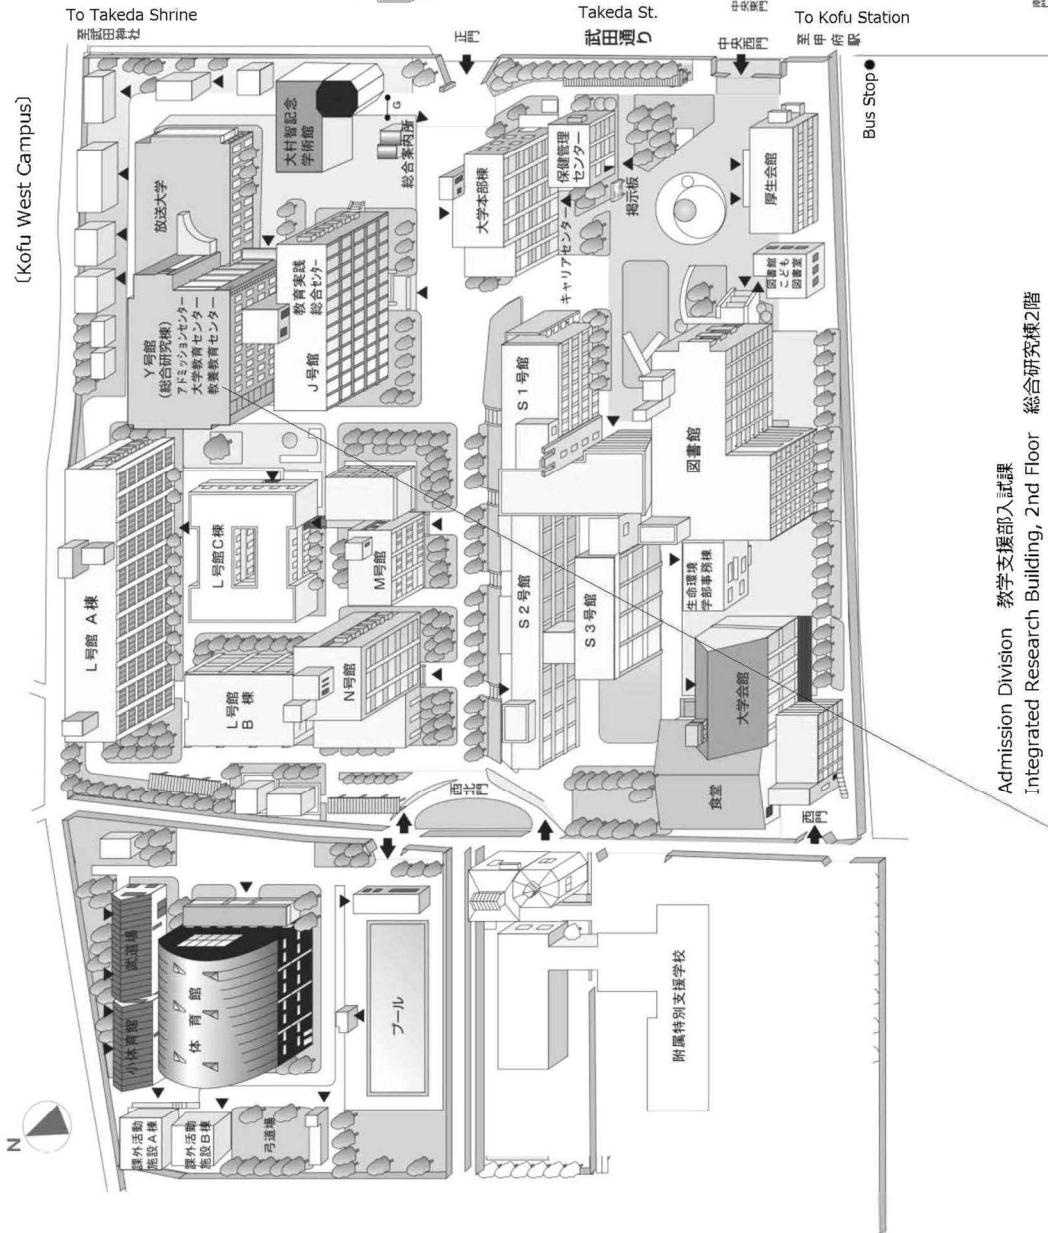 To Takeda Shrine
至武田神社
正門
Takeda St.
武田通り
中央東門
中央西門
To Kofu Station
至甲府駅
Bus Stop
(Kofu West Campus)
大村智記念
学術館
G
総合案内所
放送大学
大学本部棟
保健管理
センター
キャリアセンター
掲示板
厚生会館
図書館
こども
図書室
Y号館
(総合研究棟)
アドミッションセンター
大学教育センター
教養教育センター
教育実践
総合センター
J号館
S1号館
図書館
L号館 A棟
L号館C棟
M号館
S2号館
S3号館
生命環境
学部事務棟
L号館
B棟
N号館
大学会館
食堂
西北門
西門
武道場
小体育館
体育館
プール
附属特別支援学校
課外活動
施設A棟
課外活動
施設B棟
弓道場
N
Admission Division 教学支援部入試課
Integrated Research Building, 2nd Floor 総合研究棟2階